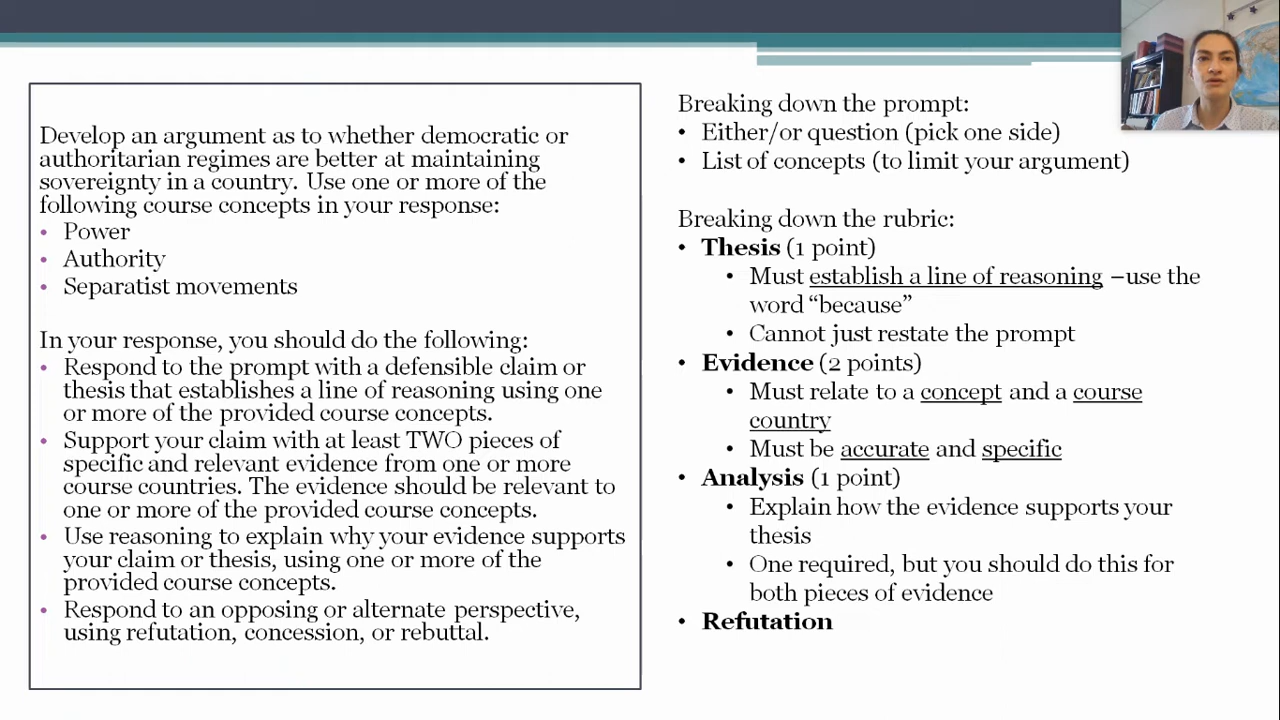 Develop an argument as to whether democratic or
authoritarian regimes are better at maintaining
sovereignty in a country. Use one or more of the
following course concepts in your response:
• Power
• Authority
• Separatist movements
In your response, you should do the following:
• Respond to the prompt with a defensible claim or
thesis that establishes a line of reasoning using one
or more of the provided course concepts.
• Support your claim with at least TWO pieces of
specific and relevant evidence from one or more
course countries. The evidence should be relevant to
one or more of the provided course concepts.
• Use reasoning to explain why your evidence supports
your claim or thesis, using one or more of the
provided course concepts.
• Respond to an opposing or alternate perspective,
using refutation, concession, or rebuttal.
Breaking down the prompt:
• Either/or question (pick one side)
• List of concepts (to limit your argument)
Breaking down the rubric:
• Thesis (1 point)
• Must establish a line of reasoning –use the
word “because”
• Cannot just restate the prompt
• Evidence (2 points)
• Must relate to a concept and a course
country
• Must be accurate and specific
• Analysis (1 point)
• Explain how the evidence supports your
thesis
• One required, but you should do this for
both pieces of evidence
• Refutation